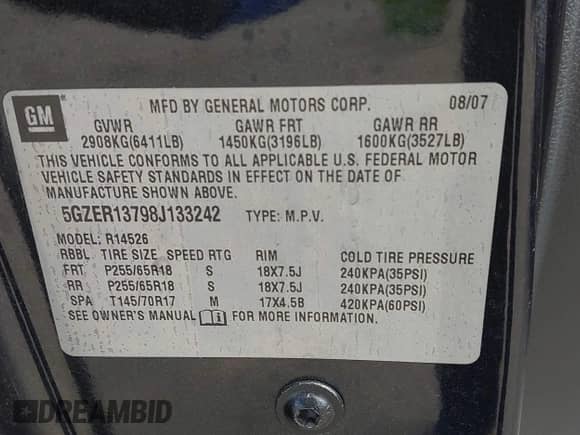 GM
MFD BY GENERAL MOTORS CORP. 08/07
GVWR GAWR FRT GAWR RR
2908KG(6411LB) 1450KG(3196LB) 1600KG(3527LB)
THIS VEHICLE CONFORMS TO ALL APPLICABLE U.S. FEDERAL MOTOR
VEHICLE SAFETY STANDARDS IN EFFECT ON THE DATE OF
MANUFACTURE SHOWN ABOVE.
5GZER13798J133242 TYPE: M.P.V.
MODEL: R14526
RBBL TIRE SIZE SPEED RTG RIM COLD TIRE PRESSURE
FRT P255/65R18 S 18X7.5J 240KPA(35PSI)
RR P255/65R18 S 18X7.5J 240KPA(35PSI)
SPA T145/70R17 M 17X4.5B 420KPA(60PSI)
SEE OWNER'S MANUAL FOR MORE INFORMATION.
DREAMBID